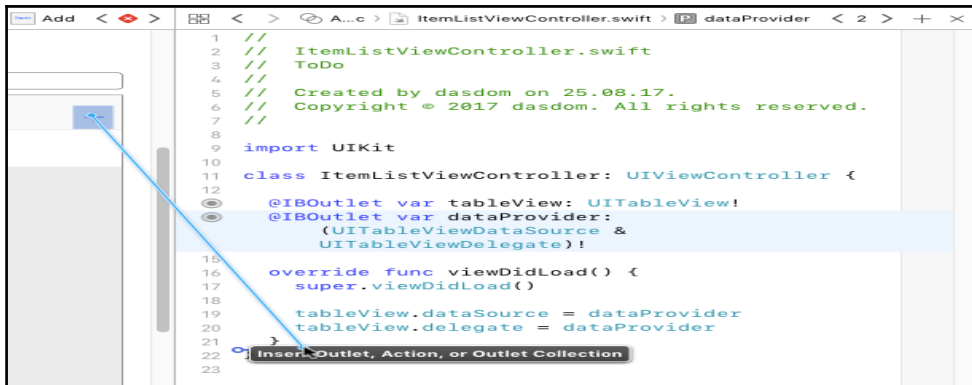 Add < > < > A...c > ItemListViewController.swift > P dataProvider < 2 > + ×
1 //
2 // ItemListViewController.swift
3 // ToDo
4 //
5 // Created by dasdom on 25.08.17.
6 // Copyright © 2017 dasdom. All rights reserved.
7 //
8
9 import UIKit
10
11 class ItemListViewController: UIViewController {
12
@IBOutlet var tableView: UITableView!
@IBOutlet var dataProvider:
(UITableViewDataSource &
UITableViewDelegate)!
15
16 override func viewDidLoad() {
17 super.viewDidLoad()
18
19 tableView.dataSource = dataProvider
20 tableView.delegate = dataProvider
21 }
22 Insert Outlet, Action, or Outlet Collection
23